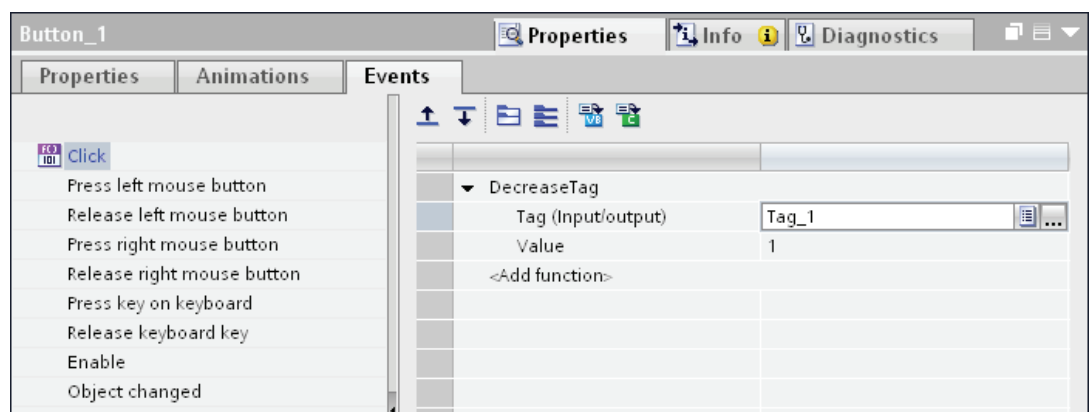 Button_1
Properties Info Diagnostics
Properties Animations Events
Click
Press left mouse button
Release left mouse button
Press right mouse button
Release right mouse button
Press key on keyboard
Release keyboard key
Enable
Object changed
DecreaseTag
Tag (Input/output) Tag_1 ...
Value 1
<Add function>